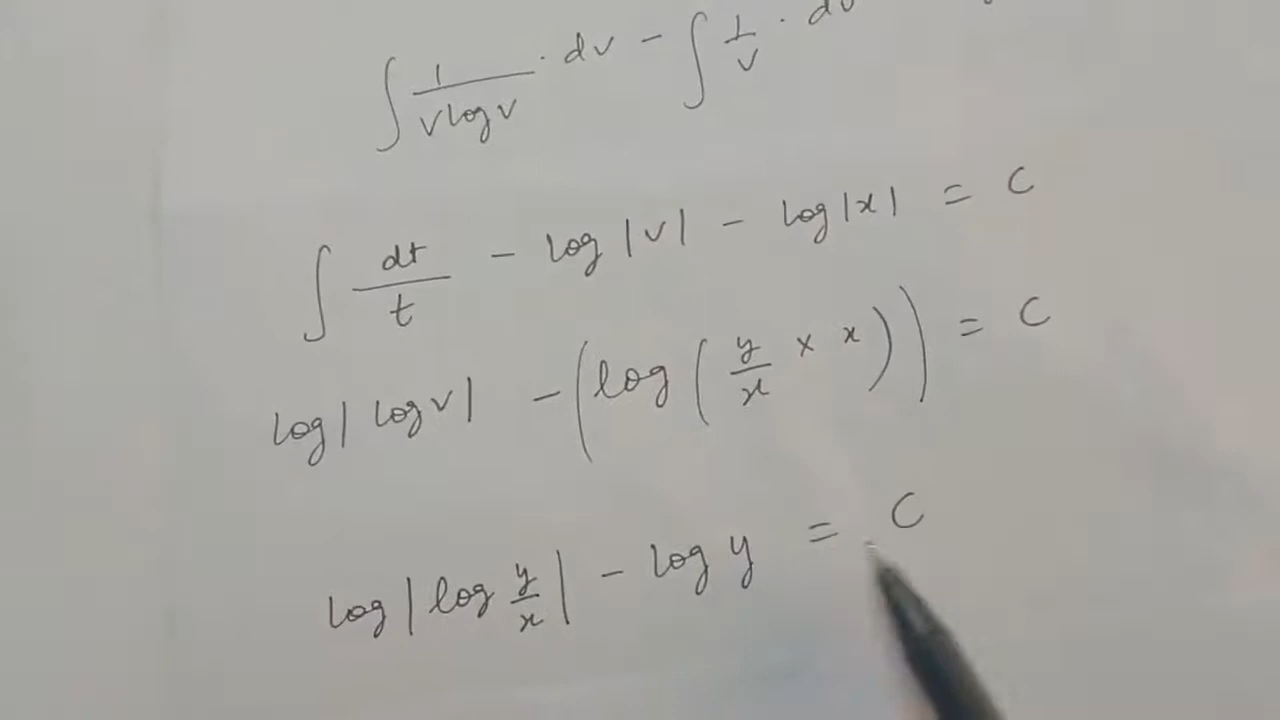 ∫ 1/(v log v) · dv − ∫ 1/v · dv
∫ dt/t − log |v| − log |x| = c
log | log v | − (log (y/x × x)) = c
log | log y/x | − log y = c